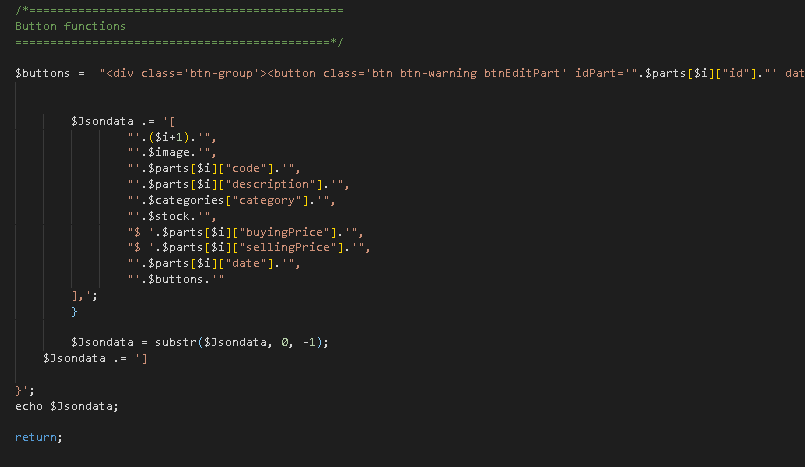 /*=============================================
Button functions
=============================================*/
$buttons =  "<div class='btn-group'><button class='btn btn-warning btnEditPart' idPart='".$parts[$i]["id"]."' dat
$Jsondata .= '[
"'.($i+1).'",
"'.$image.'",
"'.$parts[$i]["code"].'",
"'.$parts[$i]["description"].'",
"'.$categories["category"].'",
"'.$stock.'",
"$ '.$parts[$i]["buyingPrice"].'",
"$ '.$parts[$i]["sellingPrice"].'",
"'.$parts[$i]["date"].'",
"'.$buttons.'"
],';
}
$Jsondata = substr($Jsondata, 0, -1);
$Jsondata .= ']
}';
echo $Jsondata;
return;